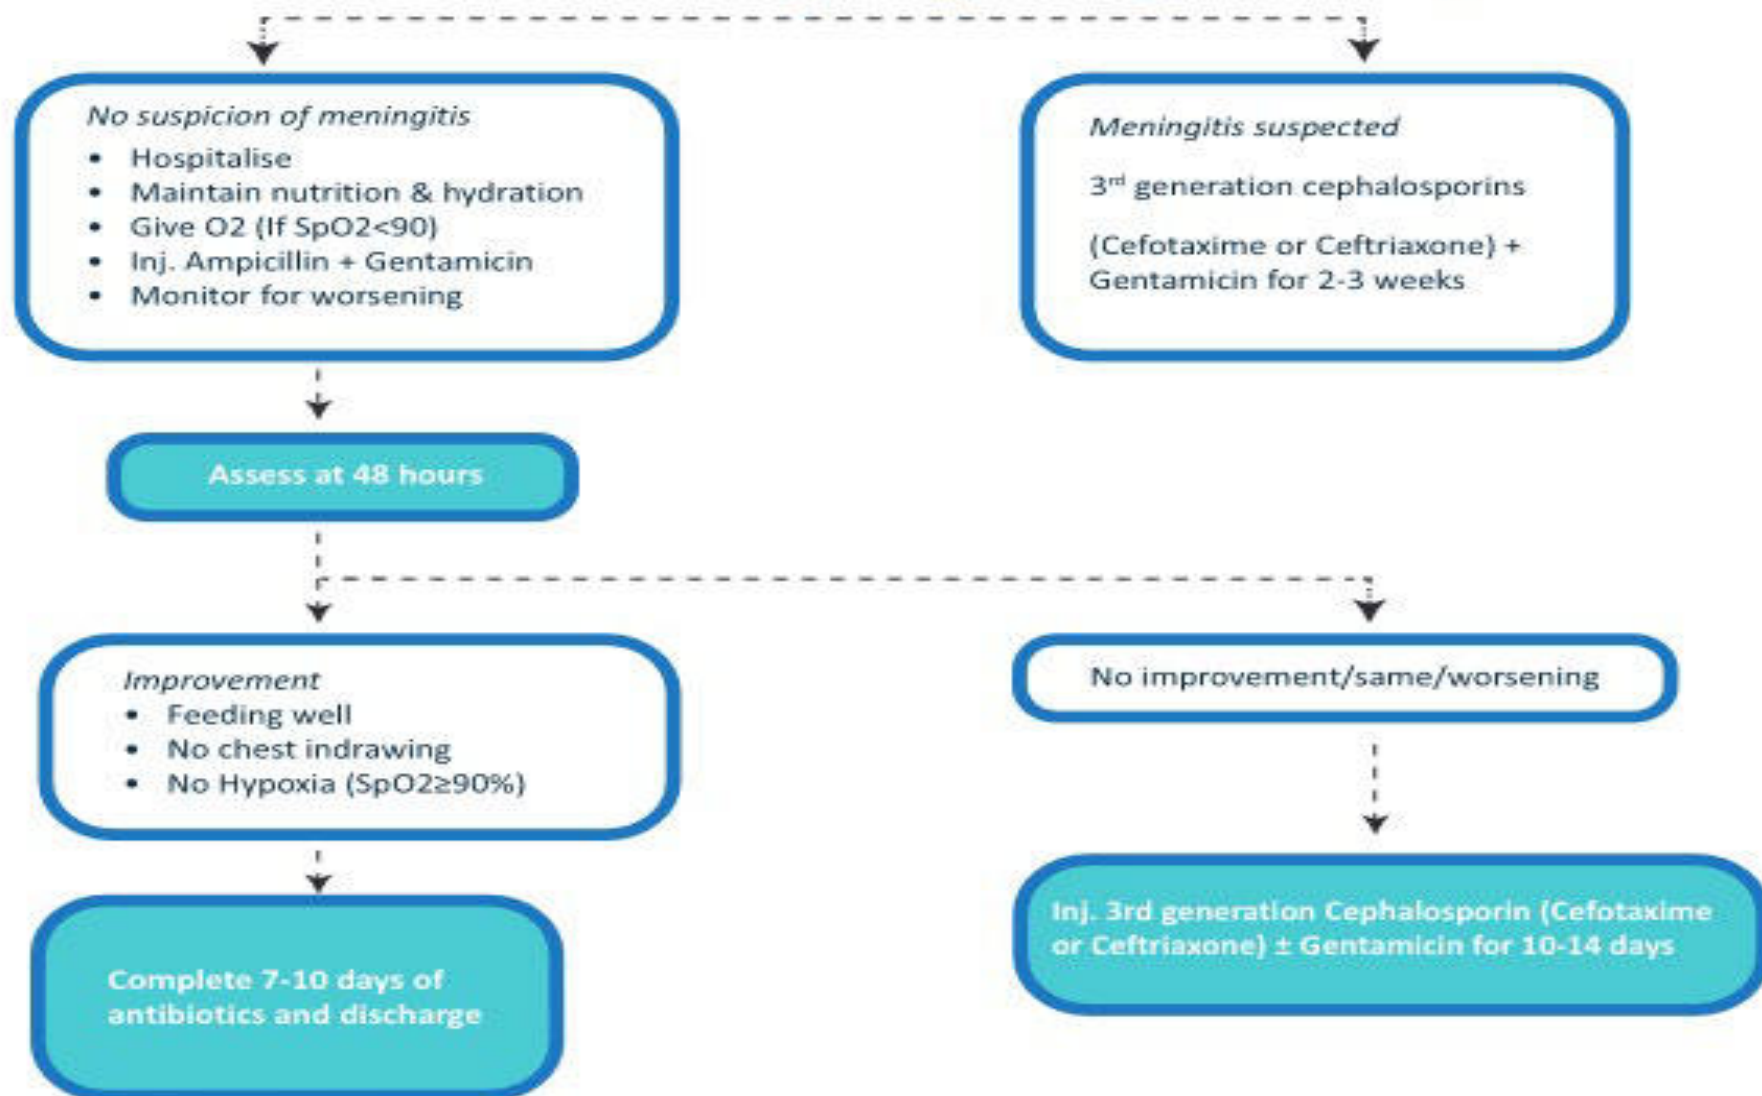 No suspicion of meningitis
• Hospitalise
• Maintain nutrition & hydration
• Give O2 (If SpO2<90)
• Inj. Ampicillin + Gentamicin
• Monitor for worsening
Meningitis suspected
3rd generation cephalosporins
(Cefotaxime or Ceftriaxone) +
Gentamicin for 2-3 weeks
Assess at 48 hours
Improvement
• Feeding well
• No chest indrawing
• No Hypoxia (SpO2≥90%)
No improvement/same/worsening
Complete 7-10 days of
antibiotics and discharge
Inj. 3rd generation Cephalosporin (Cefotaxime
or Ceftriaxone) ± Gentamicin for 10-14 days